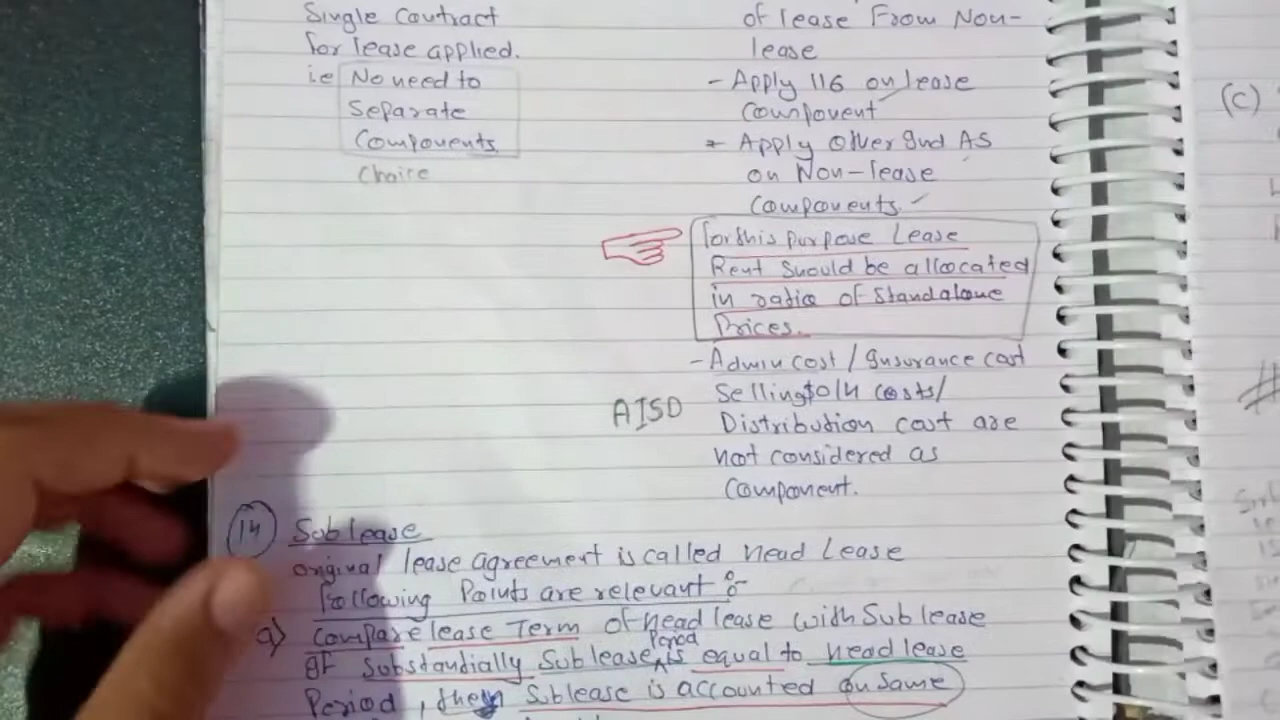 Single Contract
for lease applied.
i.e No need to
Separate
Components
Choice
of lease From Non-
lease
- Apply 116 on lease
Component
- Apply Other Ind AS
on Non-lease
Components.
For this purpose Lease
Rent Should be allocated
in ratio of Standalone
Prices.
- Admin cost / Insurance cost
Selling costs/
Distribution cost are
not considered as
Component.
AISD
14 Sublease
original lease agreement is called Head Lease
Following Points are relevant :-
a) Compare lease Term of head lease with Sublease
If Substantially Sublease Period is equal to head lease
Period, then Sublease is accounted on Same
(C)
#